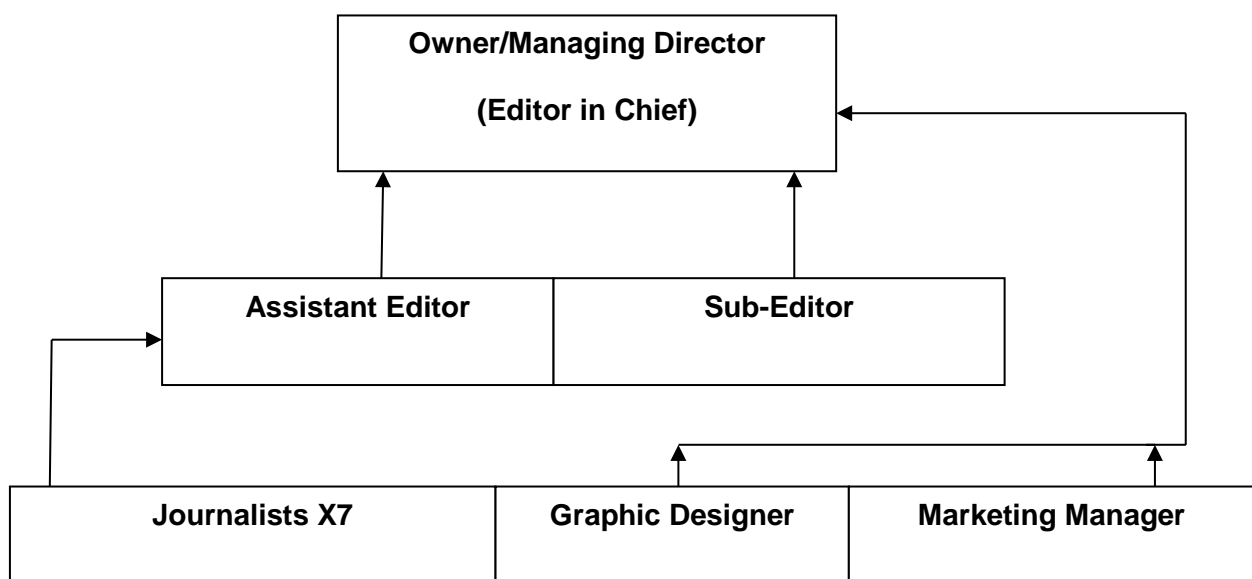 Owner/Managing Director
(Editor in Chief)
Assistant Editor
Sub-Editor
Journalists X7
Graphic Designer
Marketing Manager